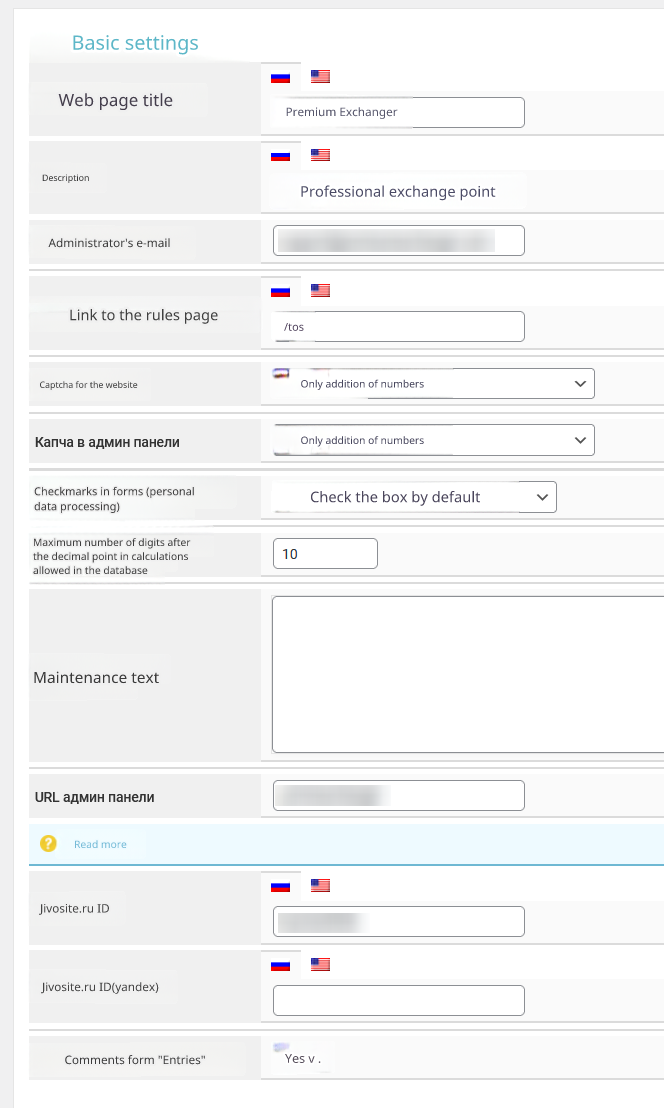 Basic settings
Web page title
Premium Exchanger
Description
Professional exchange point
Administrator's e-mail
Link to the rules page
/tos
Captcha for the website
Only addition of numbers
Капча в админ панели
Only addition of numbers
Checkmarks in forms (personal
data processing)
Check the box by default
Maximum number of digits after
the decimal point in calculations
allowed in the database
10
Maintenance text
URL админ панели
?
Read more
Jivosite.ru ID
Jivosite.ru ID(yandex)
Comments form "Entries"
Yes v .